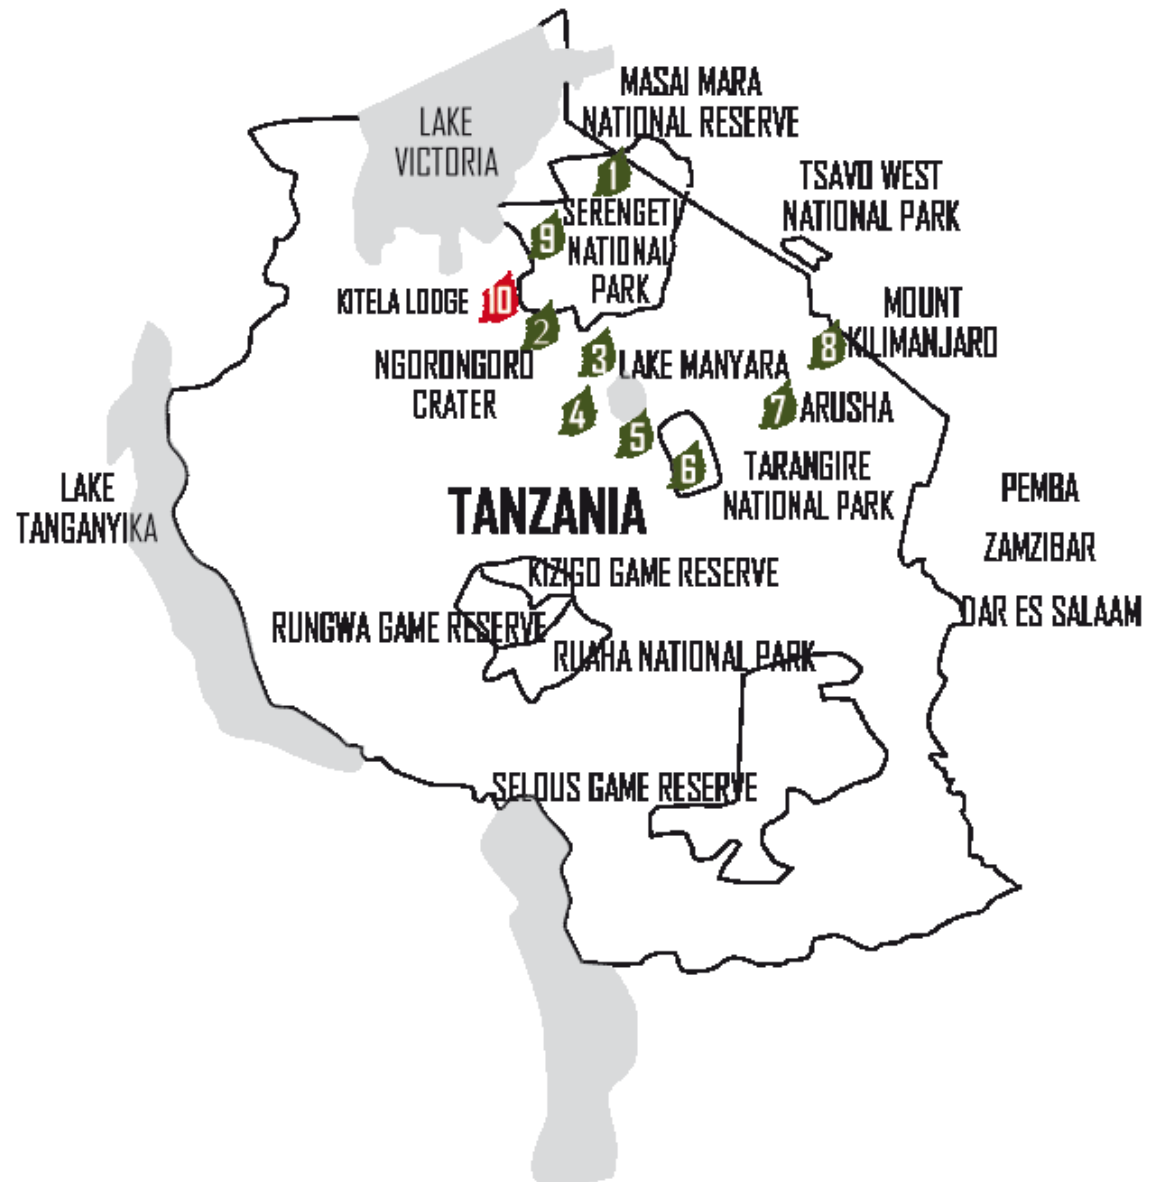 MASAI MARA
NATIONAL RESERVE
LAKE
VICTORIA
1
TSAVO WEST
NATIONAL PARK
9
SERENGETI
NATIONAL
PARK
KITELA LODGE
10
2
MOUNT
KILIMANJARO
8
NGORONGORO
CRATER
3
LAKE MANYARA
4
5
7
ARUSHA
6
TARANGIRE
NATIONAL PARK
LAKE
TANGANYIKA
TANZANIA
PEMBA
ZAMZIBAR
DAR ES SALAAM
KIZIGO GAME RESERVE
RUNGWA GAME RESERVE
RUAHA NATIONAL PARK
SELOUS GAME RESERVE